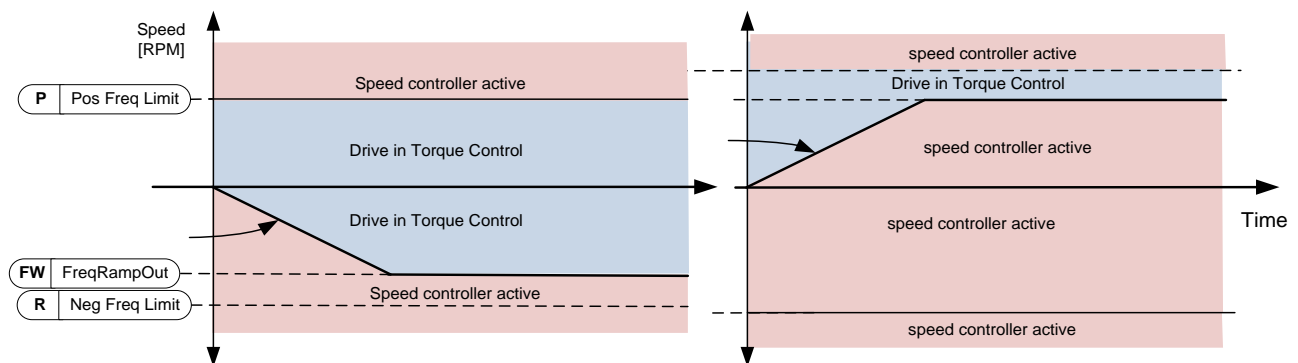 Speed
[RPM]
Speed controller active
P Pos Freq Limit
Drive in Torque Control
Drive in Torque Control
FW FreqRampOut
Speed controller active
R Neg Freq Limit
speed controller active
Drive in Torque Control
speed controller active
speed controller active
Time
speed controller active